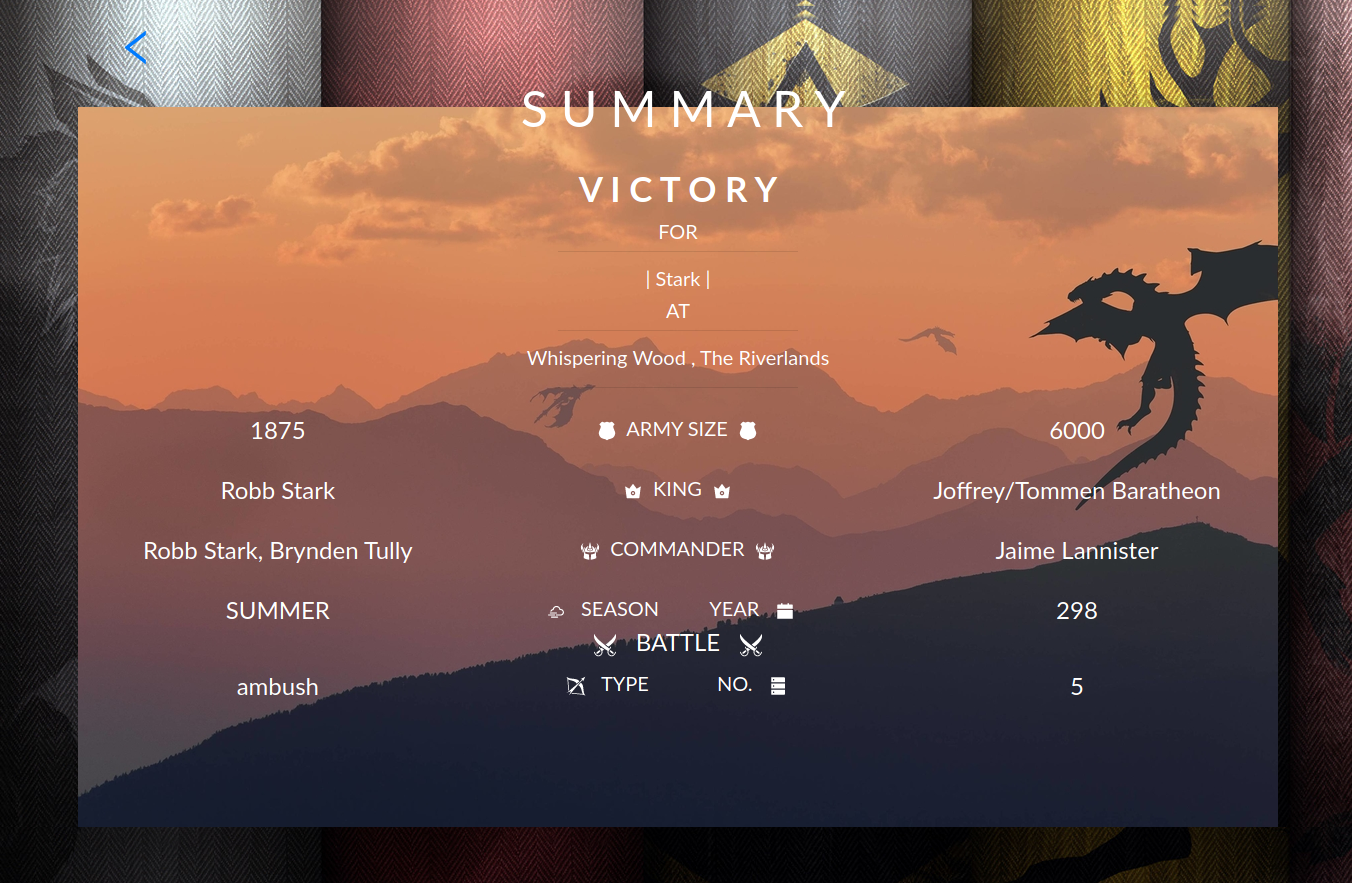 SUMMARY
VICTORY
FOR
| Stark |
AT
Whispering Wood , The Riverlands
1875 ARMY SIZE 6000
Robb Stark KING Joffrey/Tommen Baratheon
Robb Stark, Brynden Tully COMMANDER Jaime Lannister
SUMMER SEASON YEAR 298
BATTLE
ambush TYPE NO. 5